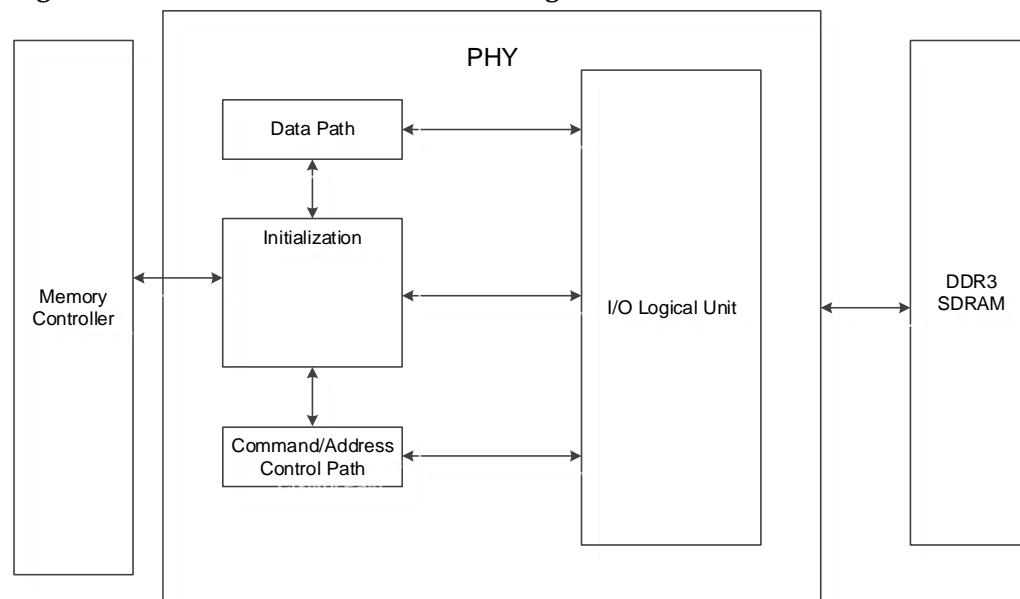 PHY
Data Path
Initialization
Memory
Controller
I/O Logical Unit
DDR3
SDRAM
Command/Address
Control Path